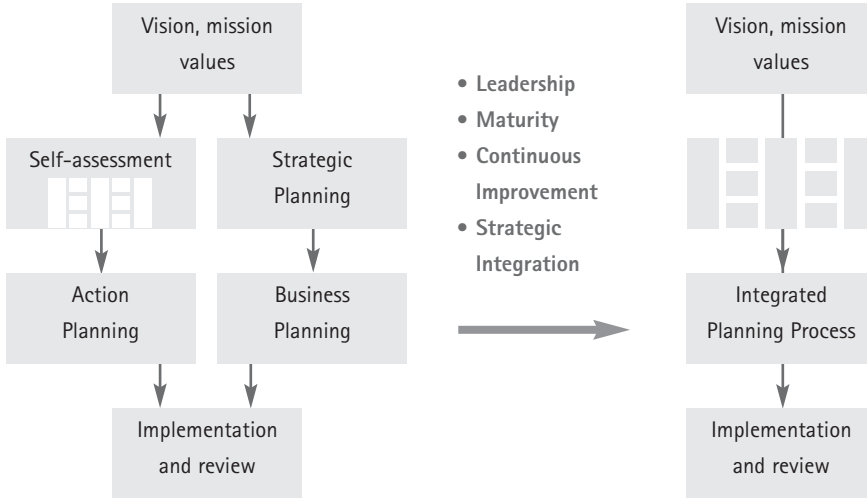 Vision, mission
values
Self-assessment
Strategic
Planning
Action
Planning
Business
Planning
Implementation
and review
• Leadership
• Maturity
• Continuous
Improvement
• Strategic
Integration
Vision, mission
values
Integrated
Planning Process
Implementation
and review